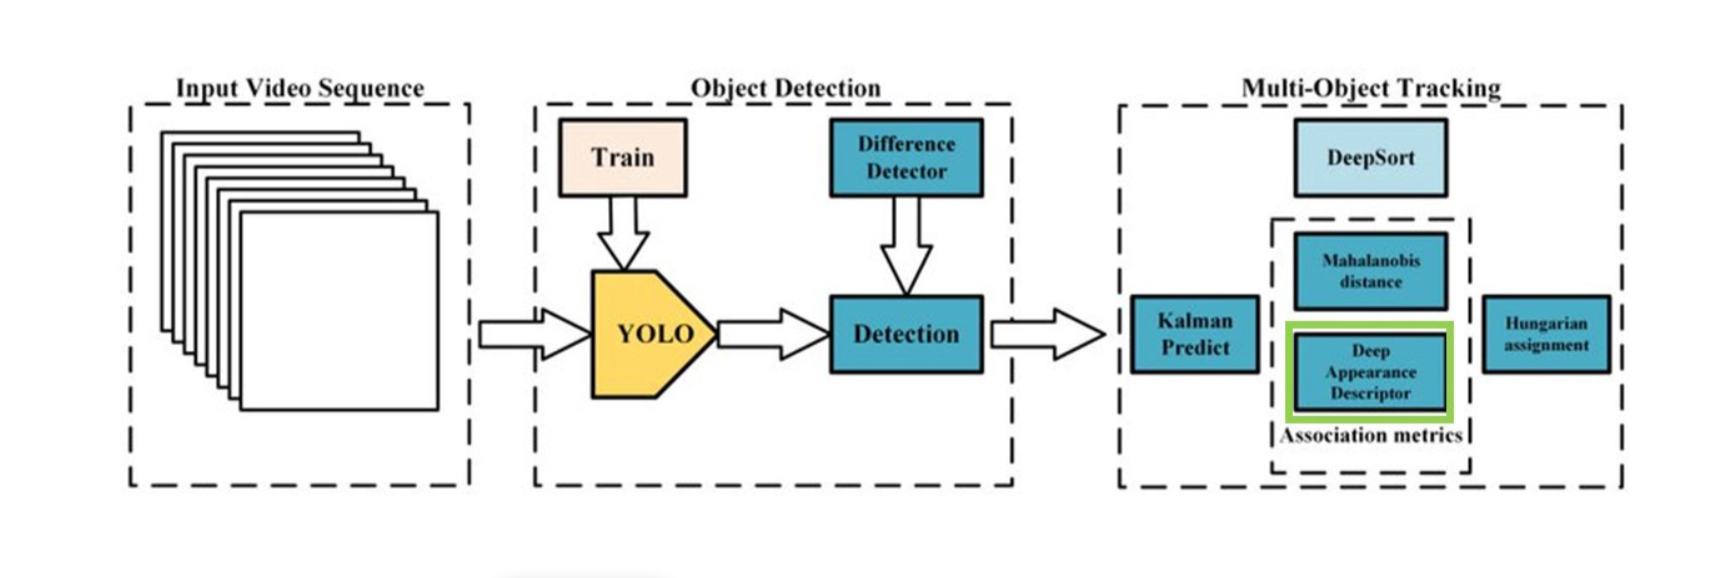 Input Video Sequence
Object Detection
Multi-Object Tracking
Train
Difference
Detector
DeepSort
YOLO
Detection
Kalman
Predict
Mahalanobis
distance
Deep
Appearance
Descriptor
Association metrics
Hungarian
assignment